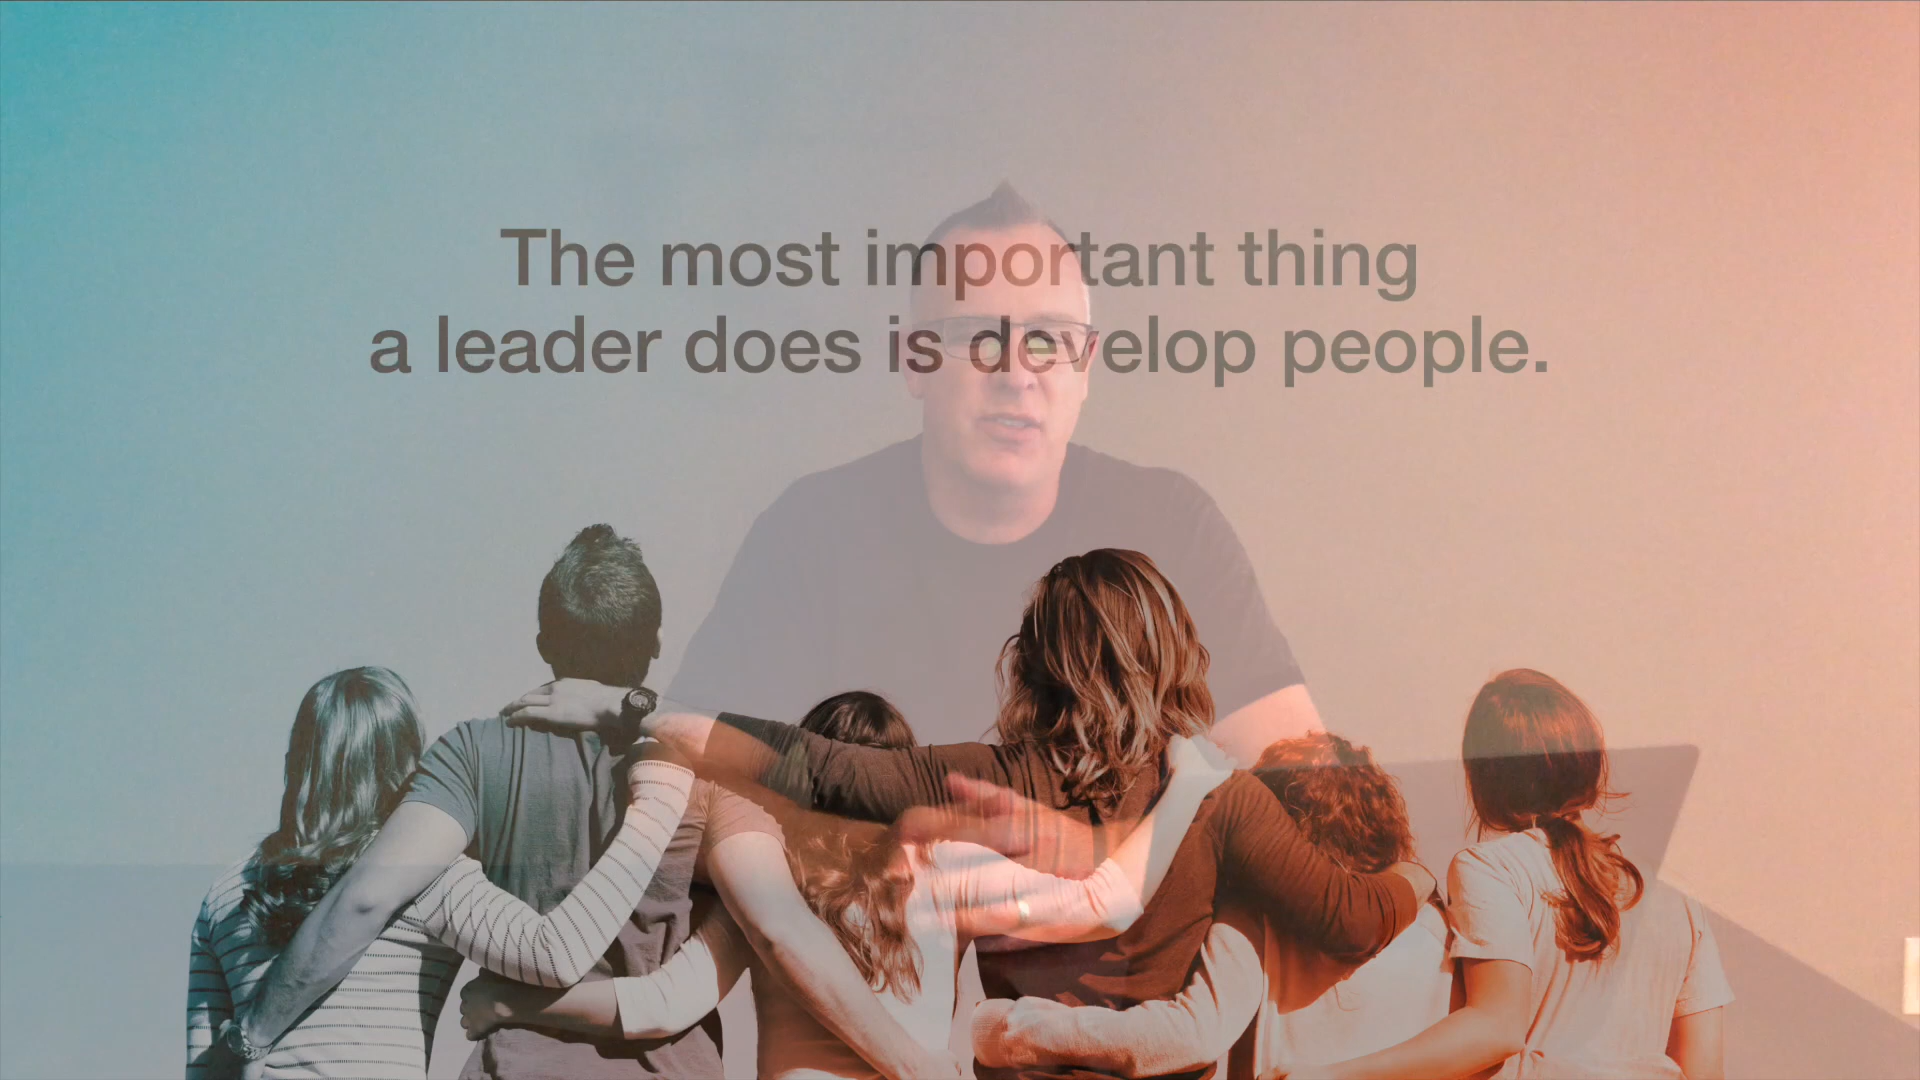 The most important thing
a leader does is develop people.